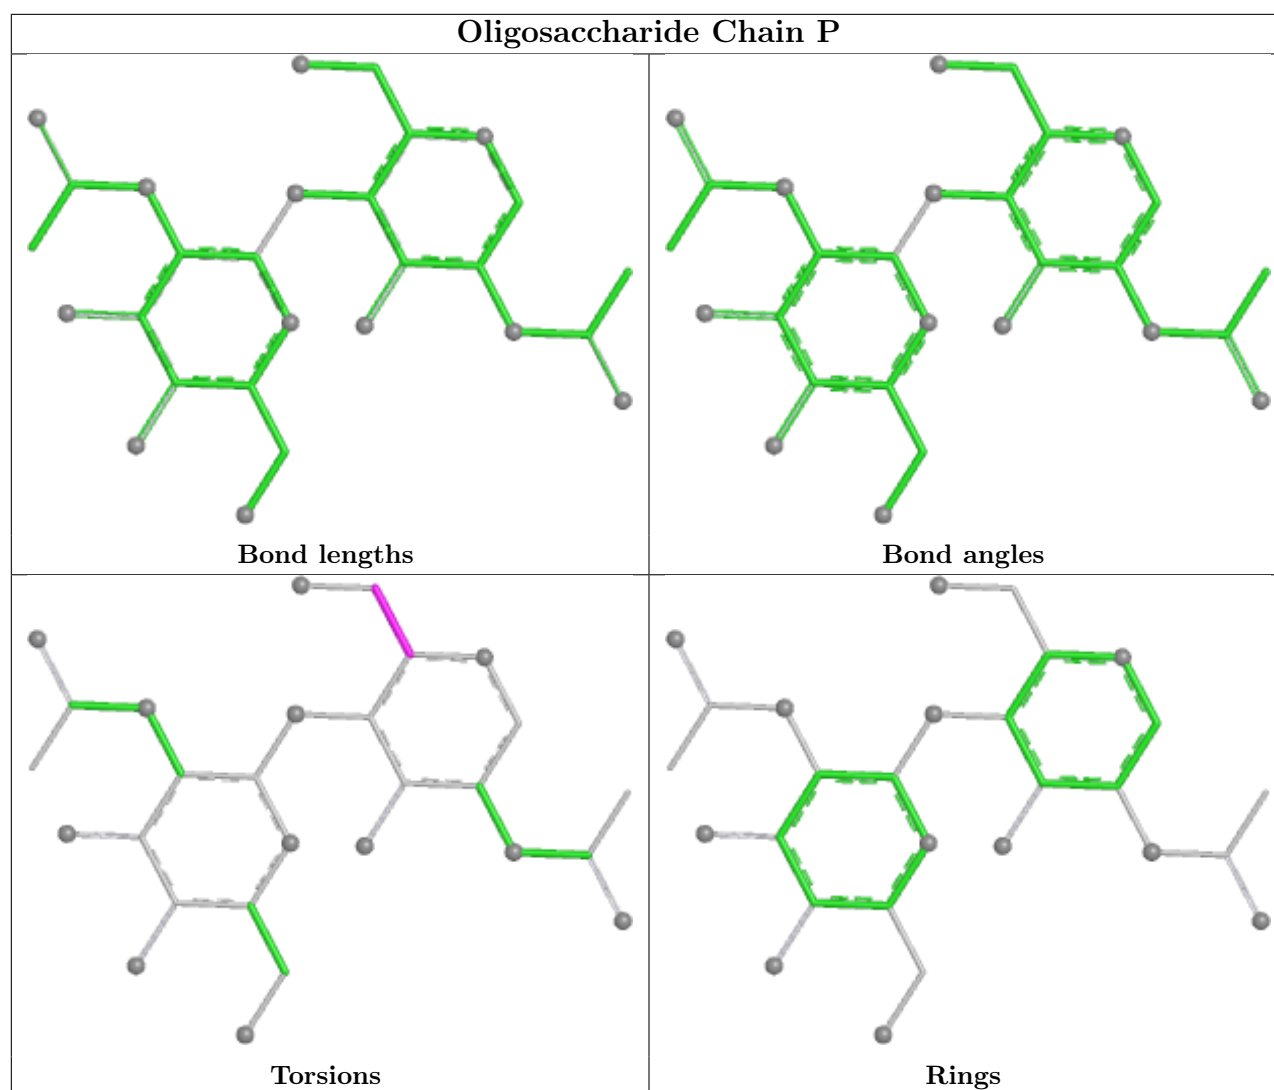 Oligosaccharide Chain P
Bond lengths
Bond angles
Torsions
Rings